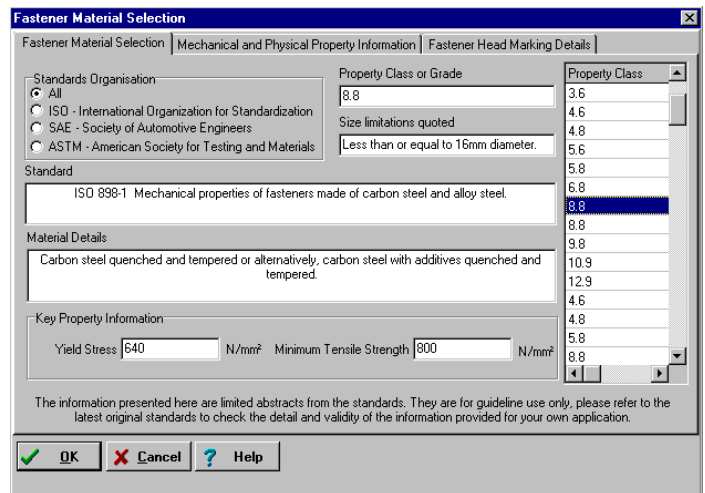 Fastener Material Selection
Fastener Material Selection
Mechanical and Physical Property Information
Fastener Head Marking Details
Standards Organisation
All
ISO - International Organization for Standardization
SAE - Society of Automotive Engineers
ASTM - American Society for Testing and Materials
Property Class or Grade
8.8
Size limitations quoted
Less than or equal to 16mm diameter.
Standard
ISO 898-1 Mechanical properties of fasteners made of carbon steel and alloy steel.
Material Details
Carbon steel quenched and tempered or alternatively, carbon steel with additives quenched and
tempered.
Key Property Information
Yield Stress 640 N/mm² Minimum Tensile Strength 800 N/mm²
Property Class
3.6
4.6
4.8
5.6
5.8
6.8
8.8
8.8
9.8
10.9
12.9
4.6
4.8
5.8
8.8
The information presented here are limited abstracts from the standards. They are for guideline use only, please refer to the
latest original standards to check the detail and validity of the information provided for your own application.
OK
Cancel
? Help